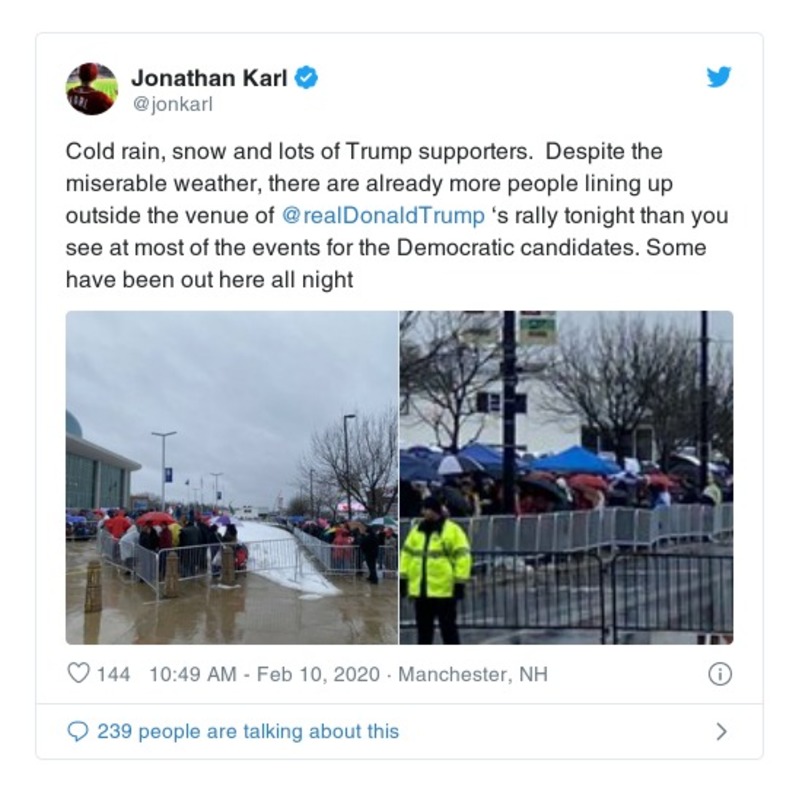 Jonathan Karl
@jonkarl
Cold rain, snow and lots of Trump supporters.  Despite the
miserable weather, there are already more people lining up
outside the venue of @realDonaldTrump ‘s rally tonight than you
see at most of the events for the Democratic candidates. Some
have been out here all night
144   10:49 AM - Feb 10, 2020 · Manchester, NH
239 people are talking about this